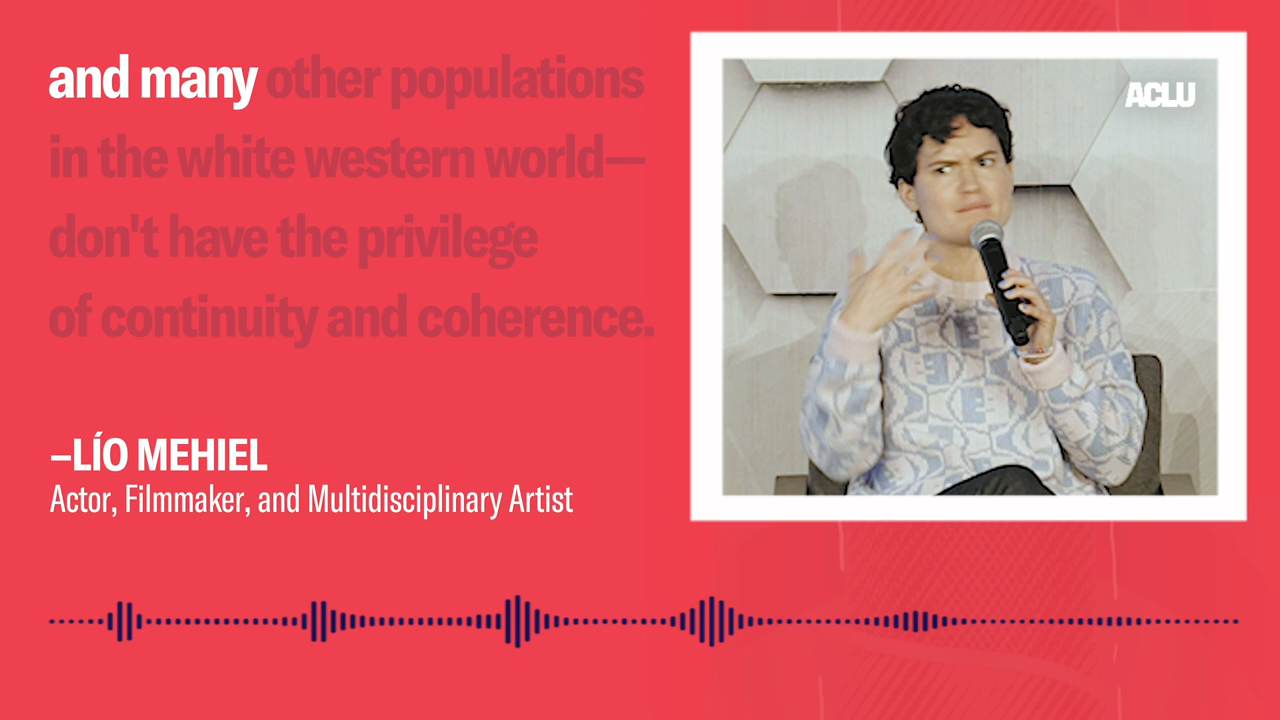 and many other populations
in the white western world—
don't have the privilege
of continuity and coherence.
–LÍO MEHIEL
Actor, Filmmaker, and Multidisciplinary Artist
ACLU